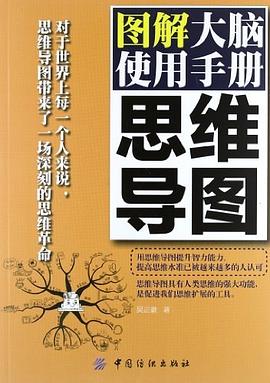 图解大脑
使用手册
思维
导图
对于世界上每一个人来说，
思维导图带来了一场深刻的思维革命
用思维导图提升智力能力，
提高思维水准已被越来越多的人认可
思维导图具有人类思维的强大功能，
是促进我们思维扩展的工具。
著
中国纺织出版社